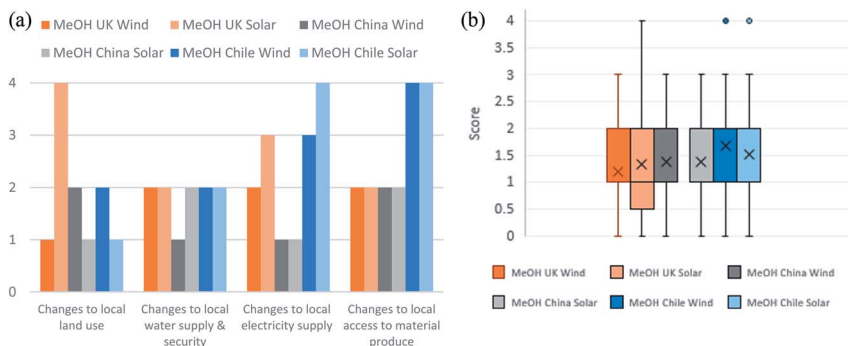 (a)
MeOH UK Wind MeOH UK Solar MeOH China Wind
MeOH China Solar MeOH Chile Wind MeOH Chile Solar
4
3
2
1
0
Changes to local
land use
Changes to local
water supply &
security
Changes to local
electricity supply
Changes to local
access to material
produce
(b)
Score
4
3.5
3
2.5
2
1.5
1
0.5
0
MeOH UK Wind MeOH UK Solar MeOH China Wind
MeOH China Solar MeOH Chile Wind MeOH Chile Solar